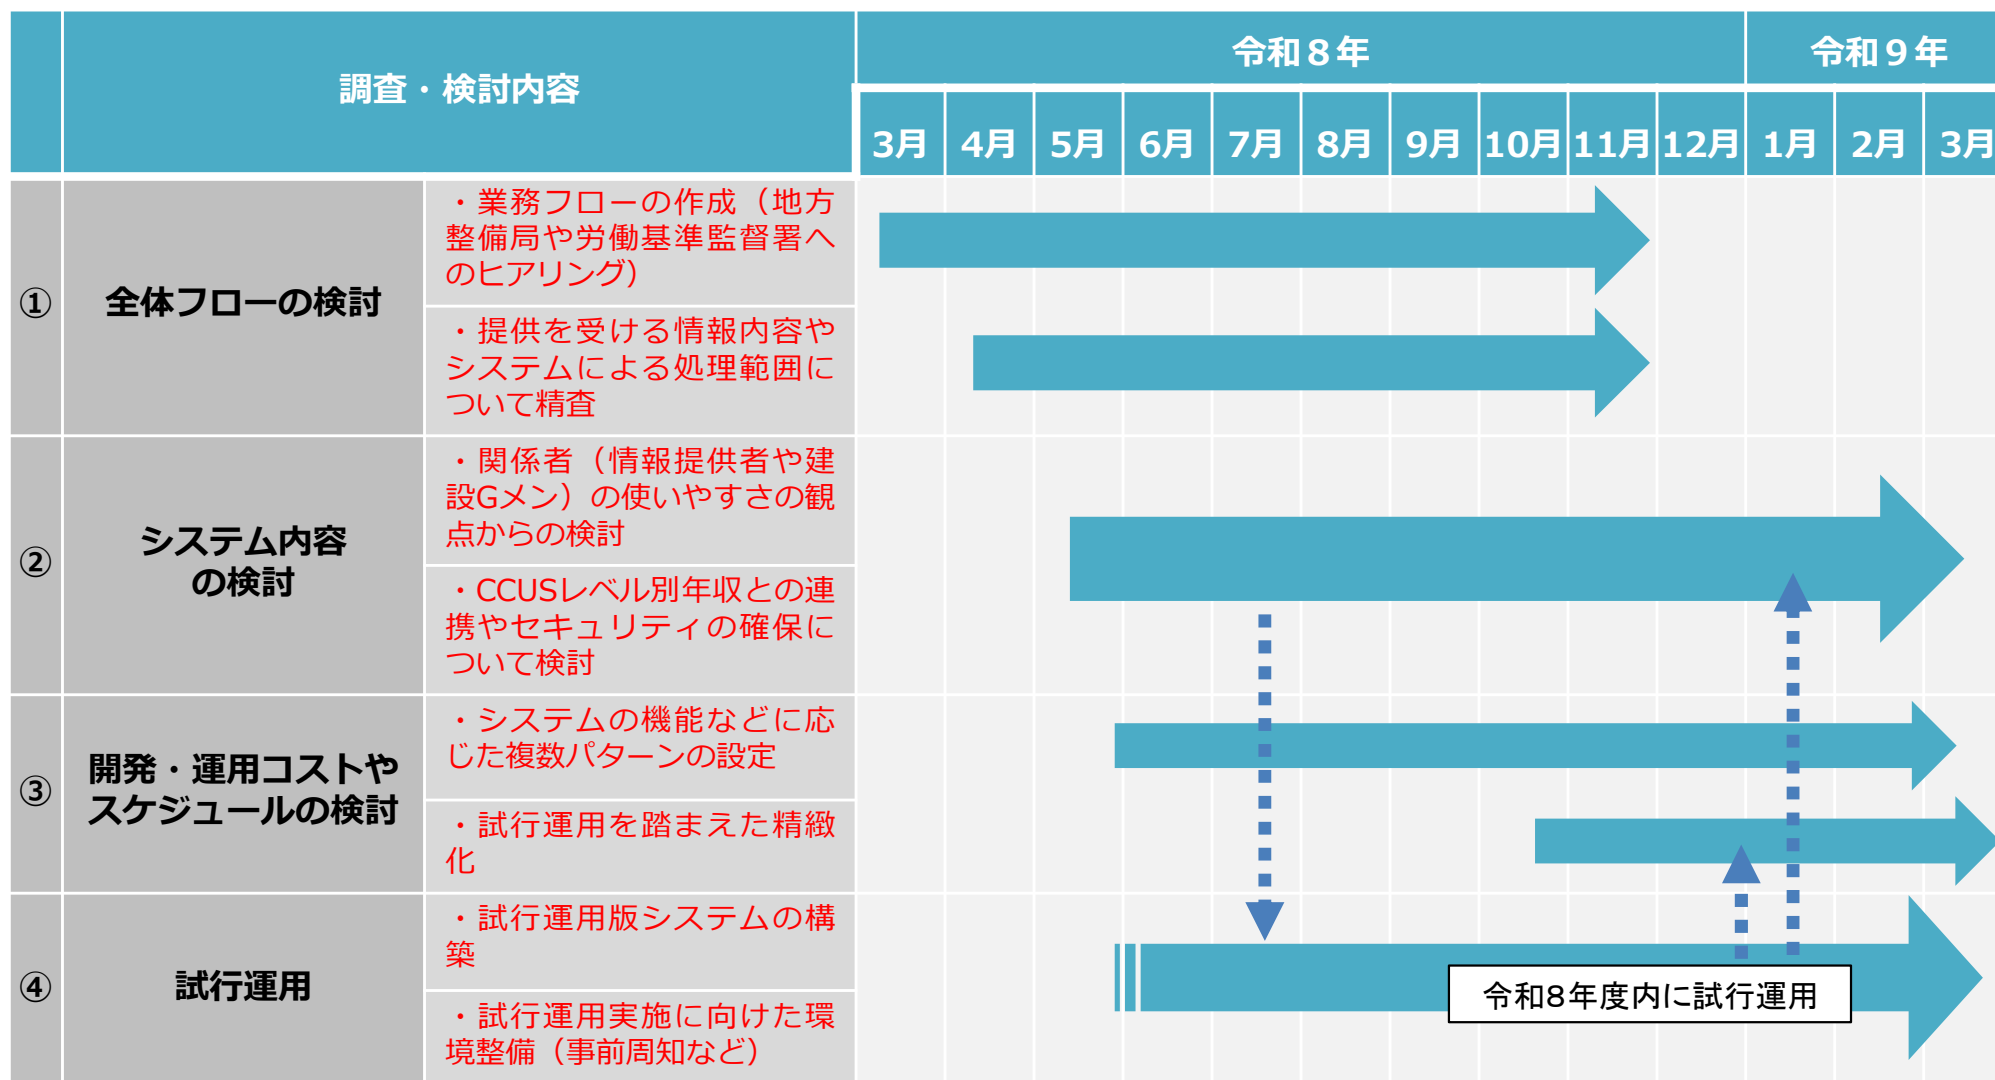 調査・検討内容
令和８年
令和９年
3月 4月 5月 6月 7月 8月 9月 10月 11月 12月 1月 2月 3月
①
全体フローの検討
・業務フローの作成（地方
整備局や労働基準監督署へ
のヒアリング）
・提供を受ける情報内容や
システムによる処理範囲に
ついて精査
②
システム内容
の検討
・関係者（情報提供者や建
設Gメン）の使いやすさの観
点からの検討
・CCUSレベル別年収との連
携やセキュリティの確保に
ついて検討
③
開発・運用コストや
スケジュールの検討
・システムの機能などに応
じた複数パターンの設定
・試行運用を踏まえた精緻
化
④
試行運用
・試行運用版システムの構
築
・試行運用実施に向けた環
境整備（事前周知など）
令和8年度内に試行運用